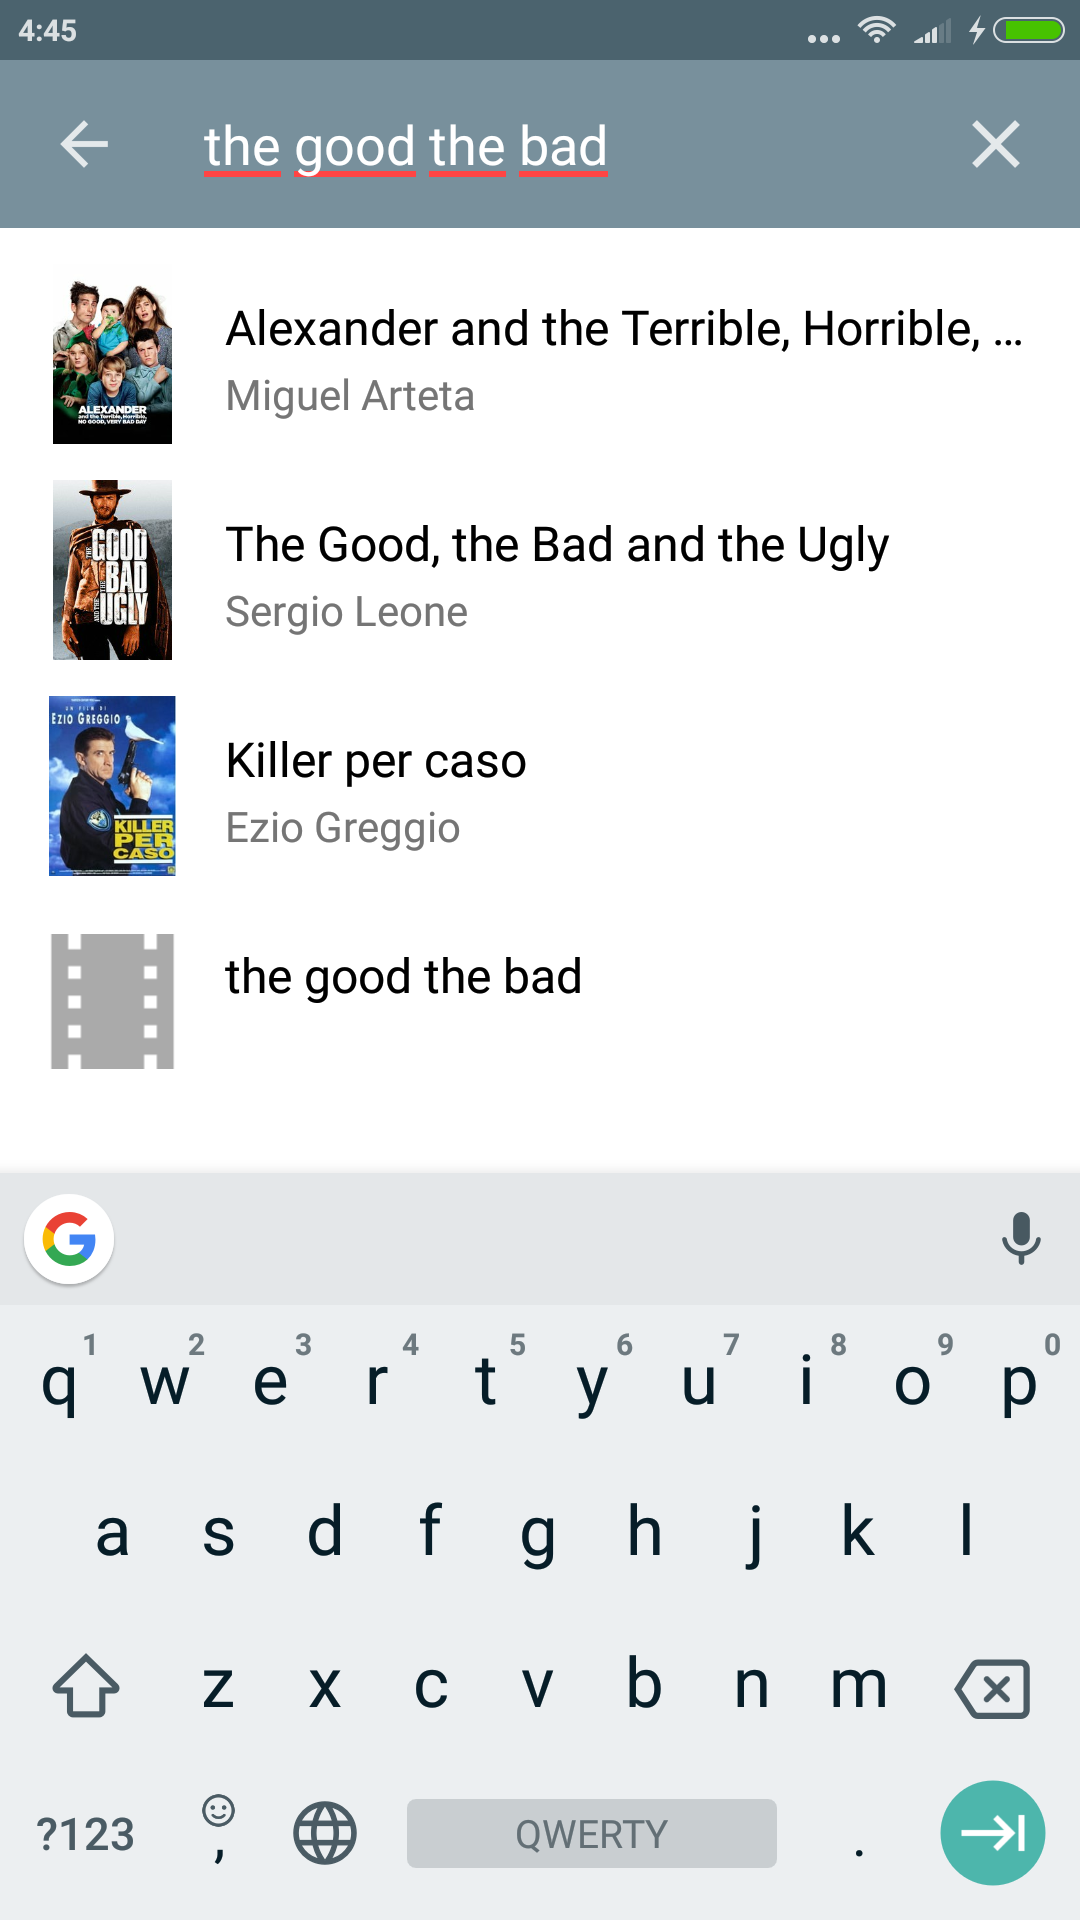 4:45
the good the bad
ALEXANDER
and the Terrible, Horrible,
NO GOOD, VERY BAD DAY
Alexander and the Terrible, Horrible, ...
Miguel Arteta
THE GOOD
THE BAD
AND THE UGLY
The Good, the Bad and the Ugly
Sergio Leone
UN FILM DI
EZIO GREGGIO
KILLER
PER
CASO
Killer per caso
Ezio Greggio
the good the bad
1 2 3 4 5 6 7 8 9 0
q w e r t y u i o p
a s d f g h j k l
z x c v b n m
?123 , QWERTY .